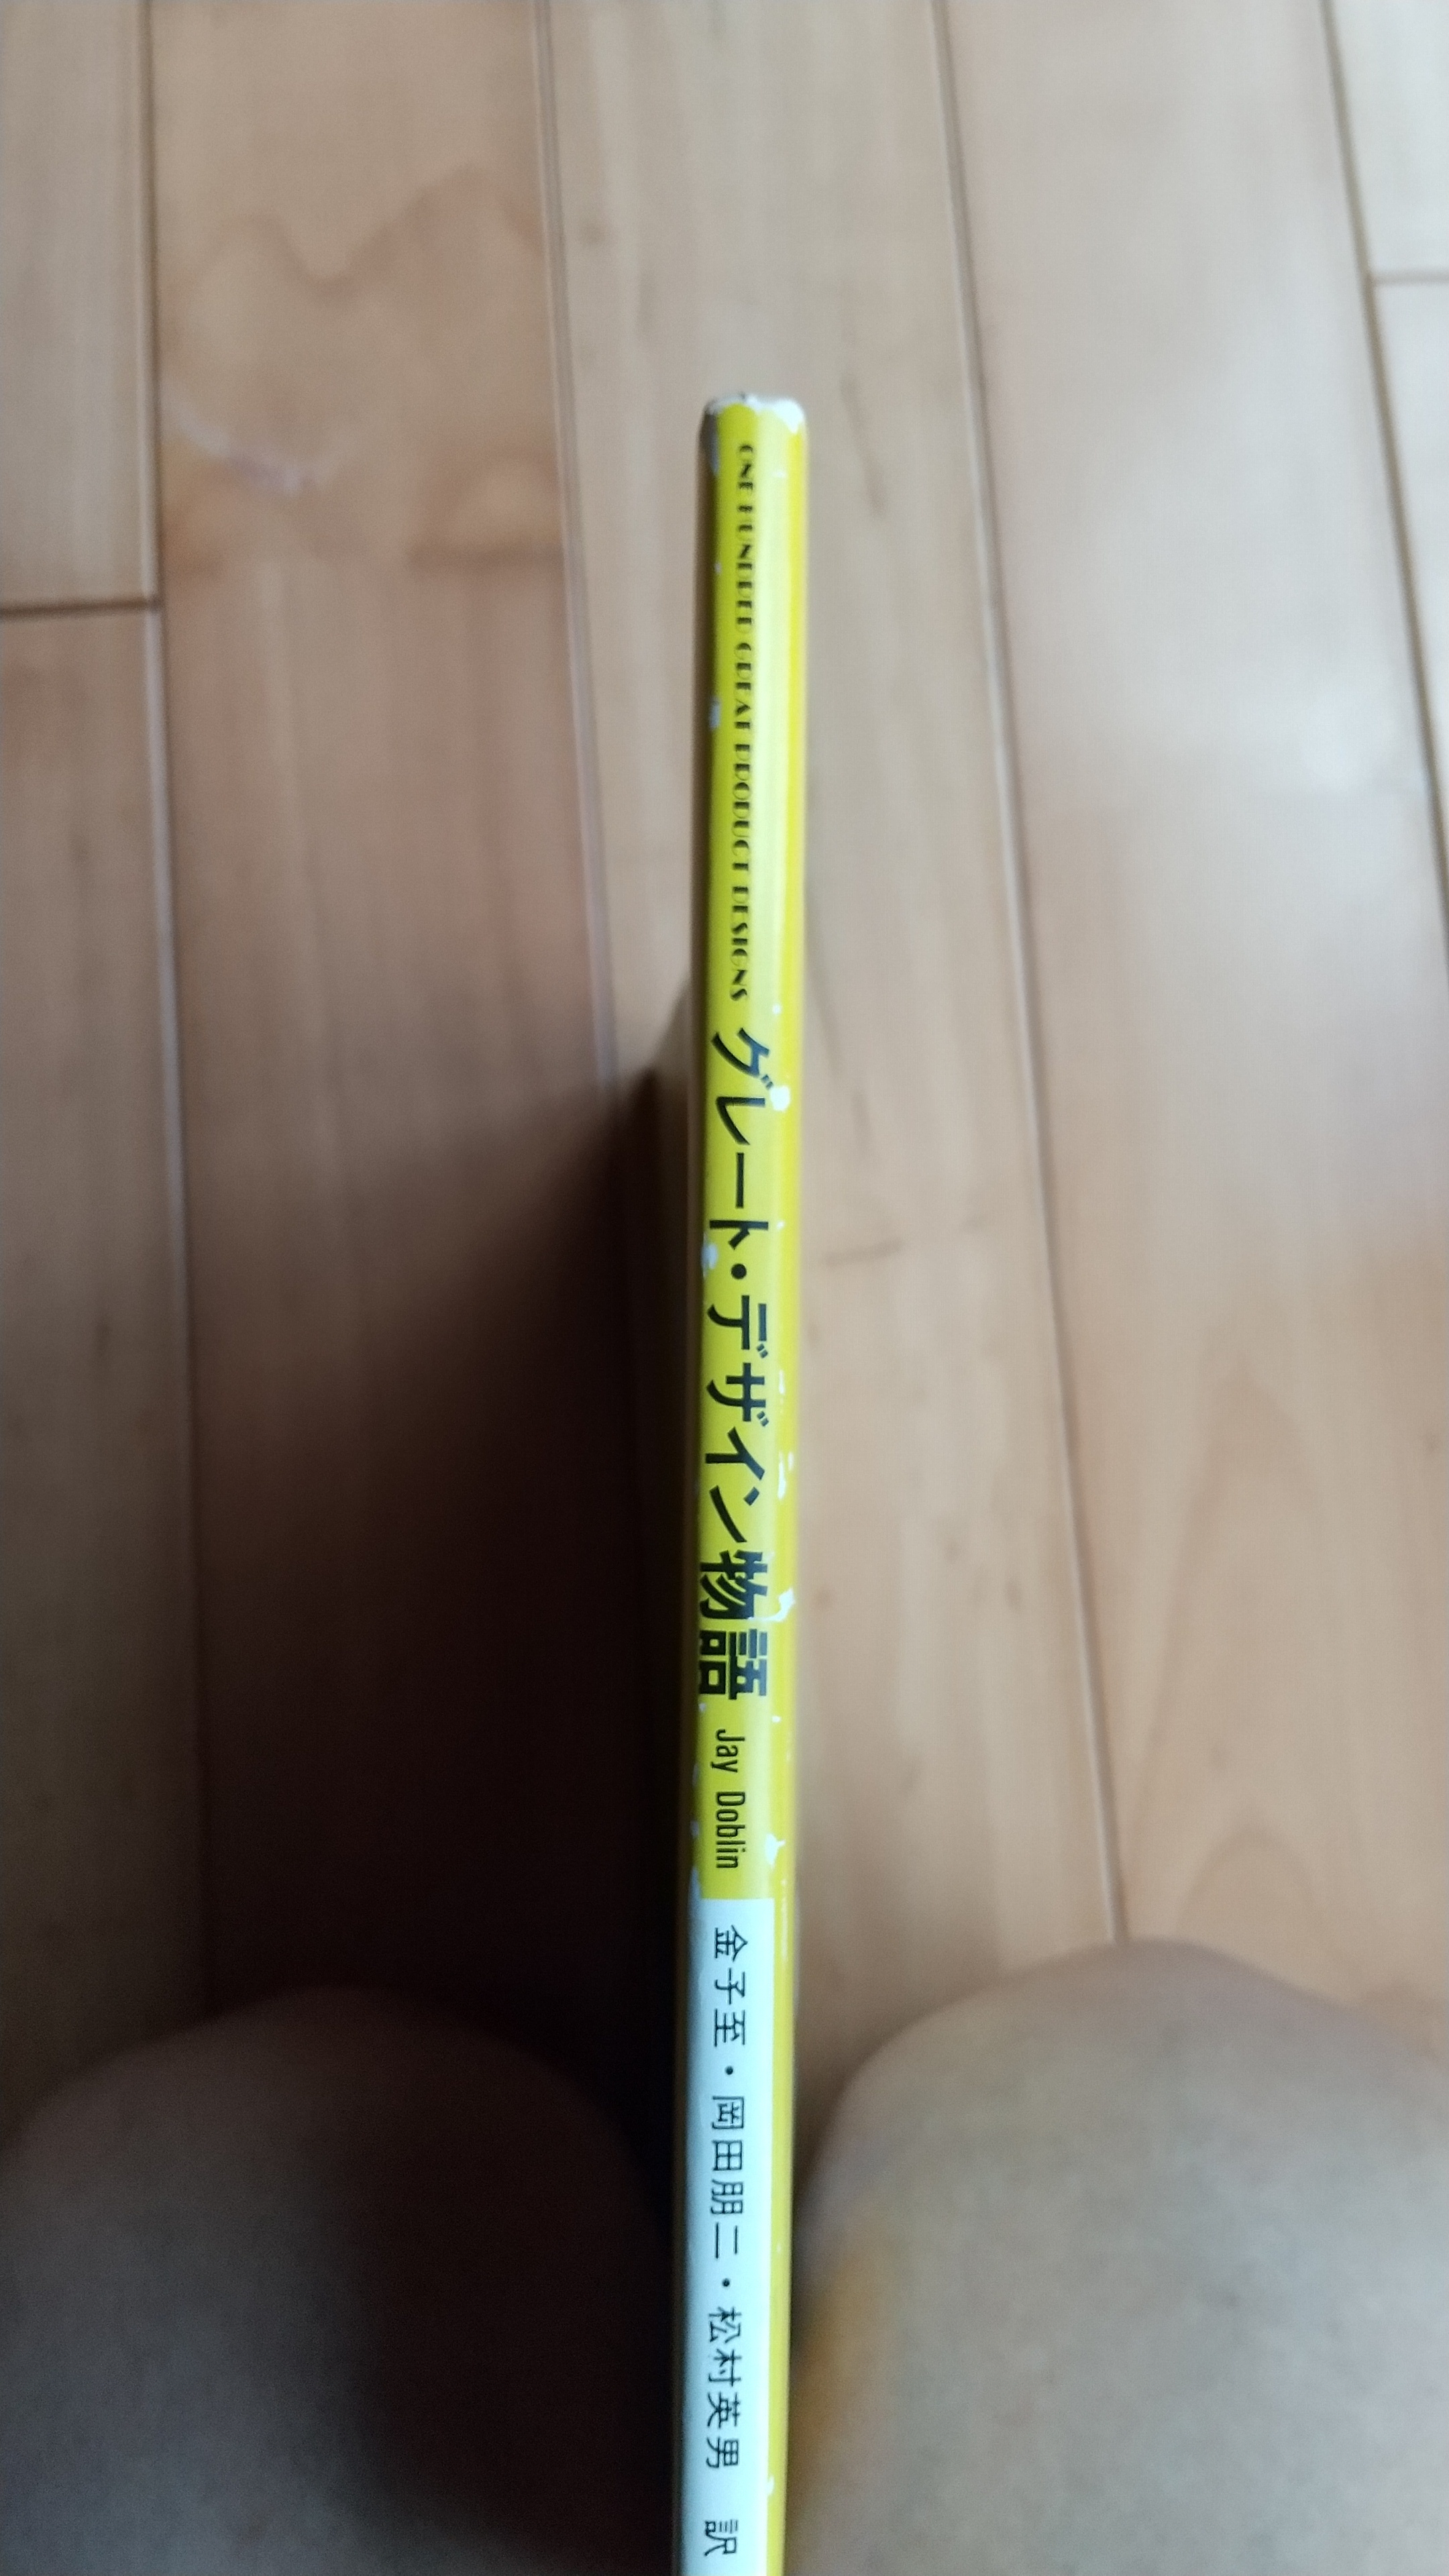 ONE HUNDRED GREAT PRODUCT DESIGNS
グレート・デザイン物語
Jay Doblin
金子至・岡田朋二・松村英男 訳